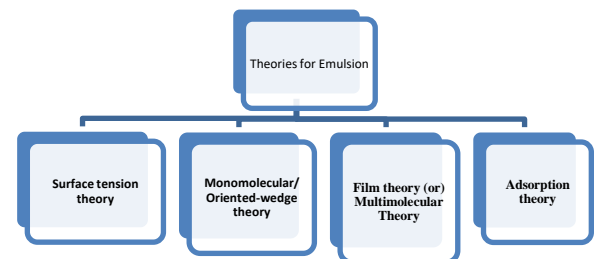 Theories for Emulsion
Surface tension
theory
Monomolecular/
Oriented-wedge
theory
Film theory (or)
Multimolecular
Theory
Adsorption
theory